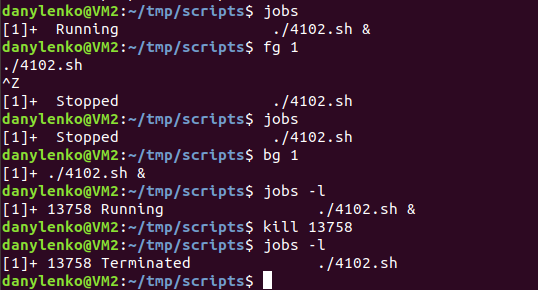 danylenko@VM2:~/tmp/scripts$ jobs
[1]+  Running                 ./4102.sh &
danylenko@VM2:~/tmp/scripts$ fg 1
./4102.sh
^Z
[1]+  Stopped                 ./4102.sh
danylenko@VM2:~/tmp/scripts$ jobs
[1]+  Stopped                 ./4102.sh
danylenko@VM2:~/tmp/scripts$ bg 1
[1]+ ./4102.sh &
danylenko@VM2:~/tmp/scripts$ jobs -l
[1]+ 13758 Running                 ./4102.sh &
danylenko@VM2:~/tmp/scripts$ kill 13758
danylenko@VM2:~/tmp/scripts$ jobs -l
[1]+ 13758 Terminated              ./4102.sh
danylenko@VM2:~/tmp/scripts$